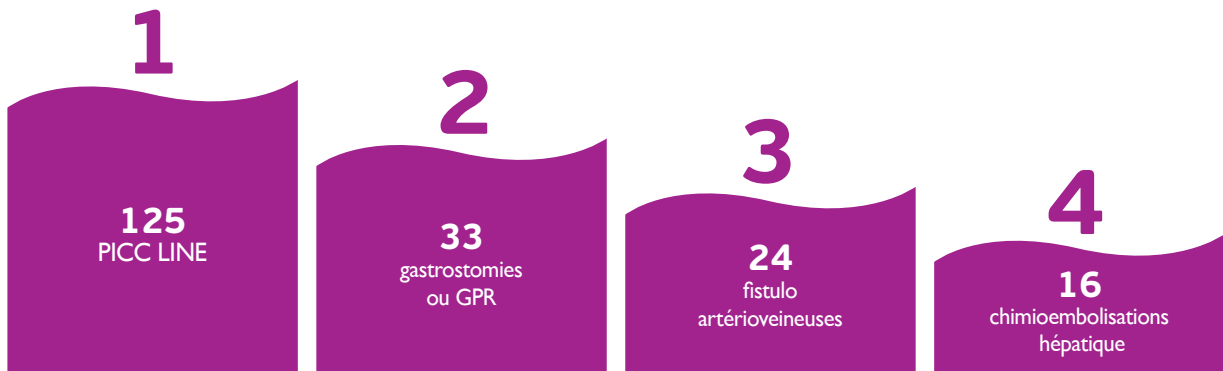 1
125
PICC LINE
2
33
gastrostomies
ou GPR
3
24
fistulo
artérioveineuses
4
16
chimioembolisations
hépatique